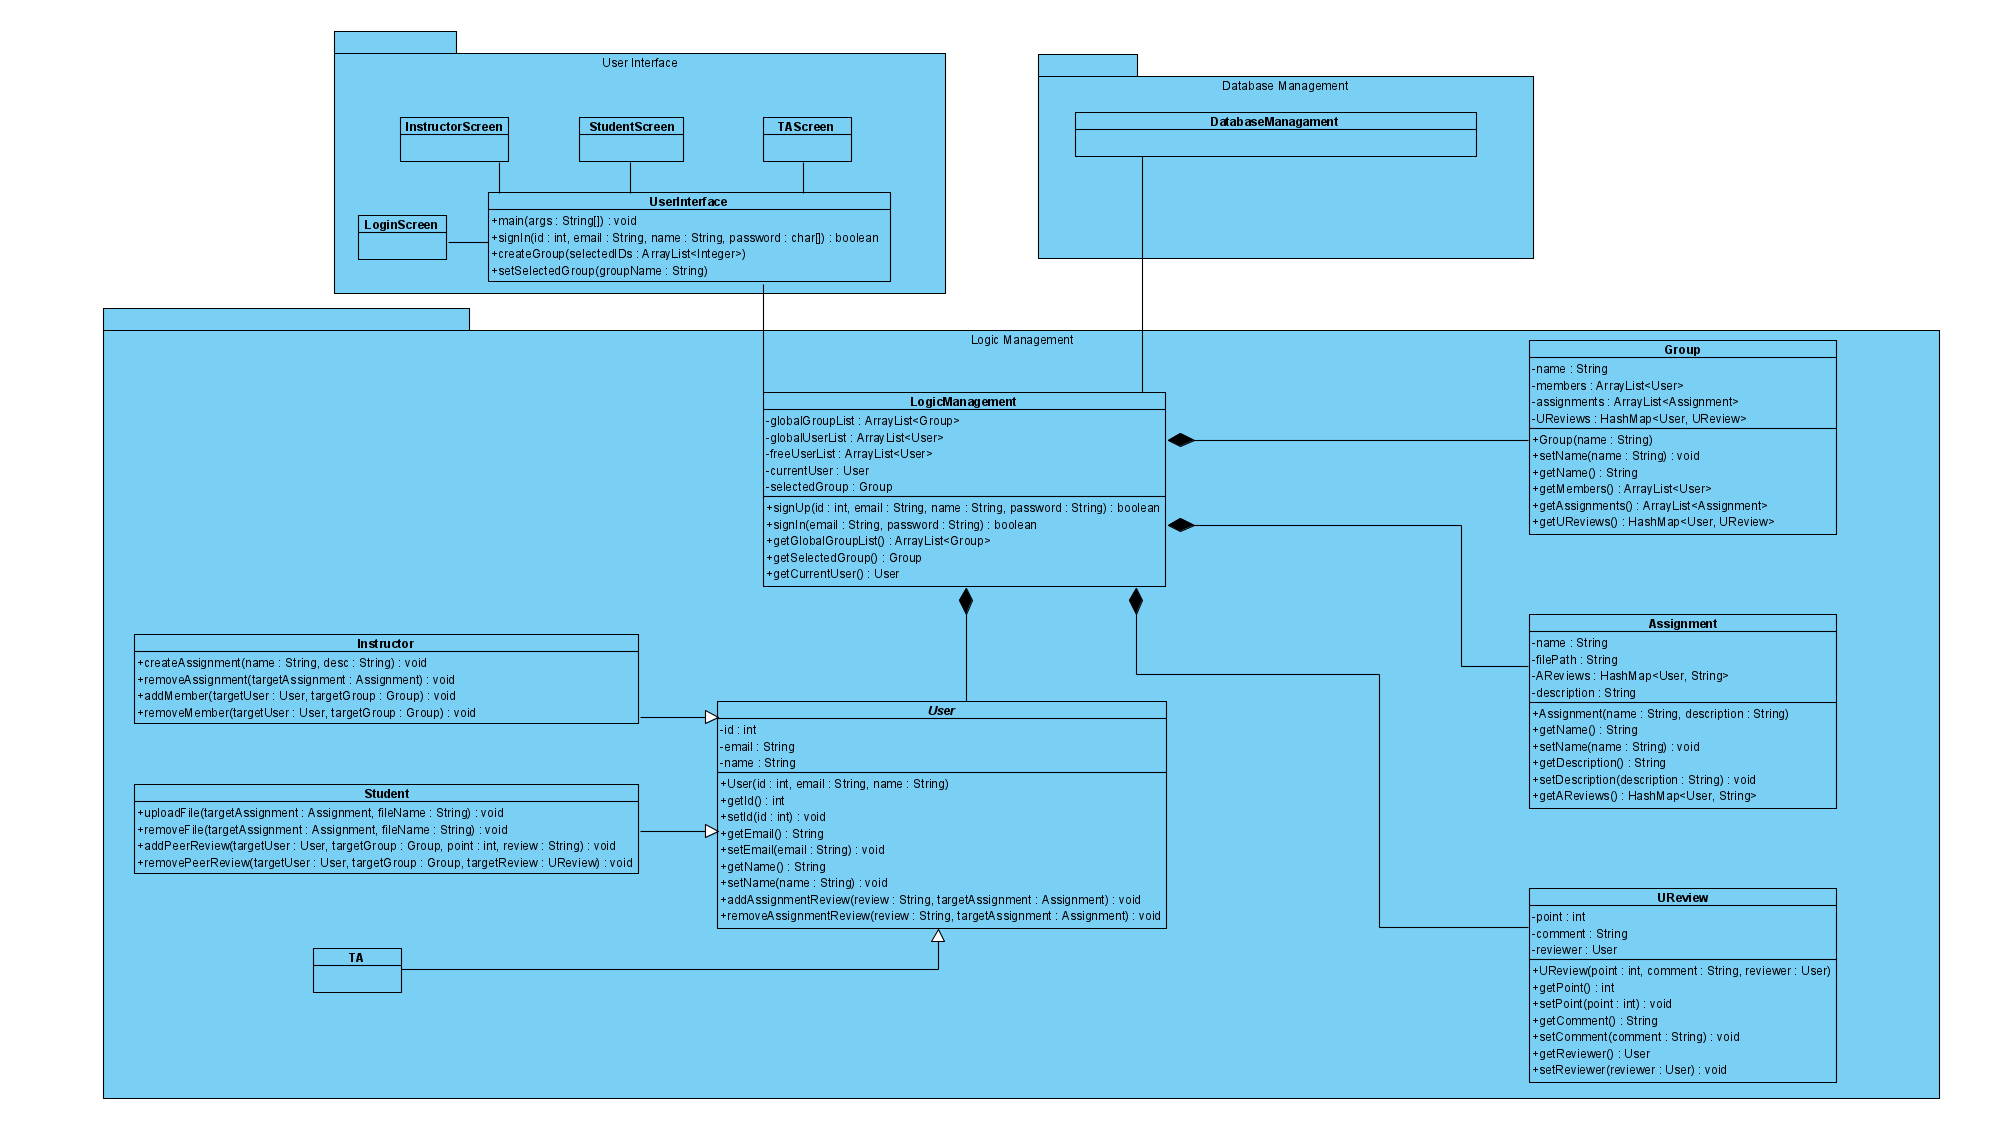 User Interface
InstructorScreen
StudentScreen
TAScreen
LoginScreen
UserInterface
+main(args : String[]) : void
+signIn(id : int, email : String, name : String, password : char[]) : boolean
+createGroup(selectedIDs : ArrayList<Integer>)
+setSelectedGroup(groupName : String)
Database Management
DatabaseManagament
Logic Management
LogicManagement
-globalGroupList : ArrayList<Group>
-globalUserList : ArrayList<User>
-freeUserList : ArrayList<User>
-currentUser : User
-selectedGroup : Group
+signUp(id : int, email : String, name : String, password : String) : boolean
+signIn(email : String, password : String) : boolean
+getGlobalGroupList() : ArrayList<Group>
+getSelectedGroup() : Group
+getCurrentUser() : User
Group
-name : String
-members : ArrayList<User>
-assignments : ArrayList<Assignment>
-UReviews : HashMap<User, UReview>
+Group(name : String)
+setName(name : String) : void
+getName() : String
+getMembers() : ArrayList<User>
+getAssignments() : ArrayList<Assignment>
+getUReviews() : HashMap<User, UReview>
Instructor
+createAssignment(name : String, desc : String) : void
+removeAssignment(targetAssignment : Assignment) : void
+addMember(targetUser : User, targetGroup : Group) : void
+removeMember(targetUser : User, targetGroup : Group) : void
Student
+uploadFile(targetAssignment : Assignment, fileName : String) : void
+removeFile(targetAssignment : Assignment, fileName : String) : void
+addPeerReview(targetUser : User, targetGroup : Group, point : int, review : String) : void
+removePeerReview(targetUser : User, targetGroup : Group, targetReview : UReview) : void
TA
User
-id : int
-email : String
-name : String
+User(id : int, email : String, name : String)
+getId() : int
+setId(id : int) : void
+getEmail() : String
+setEmail(email : String) : void
+getName() : String
+setName(name : String) : void
+addAssignmentReview(review : String, targetAssignment : Assignment) : void
+removeAssignmentReview(review : String, targetAssignment : Assignment) : void
Assignment
-name : String
-filePath : String
-AReviews : HashMap<User, String>
-description : String
+Assignment(name : String, description : String)
+getName() : String
+setName(name : String) : void
+getDescription() : String
+setDescription(description : String) : void
+getAReviews() : HashMap<User, String>
UReview
-point : int
-comment : String
-reviewer : User
+UReview(point : int, comment : String, reviewer : User)
+getPoint() : int
+setPoint(point : int) : void
+getComment() : String
+setComment(comment : String) : void
+getReviewer() : User
+setReviewer(reviewer : User) : void